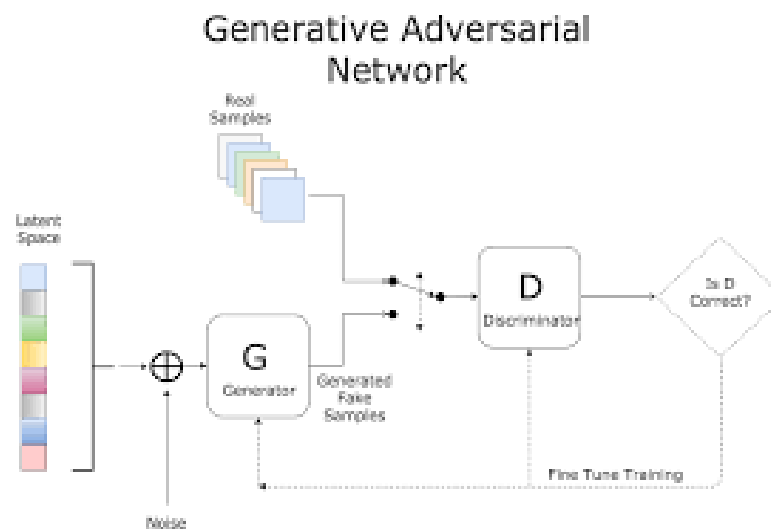 Generative Adversarial
Network
Real
Samples
Latent
Space
D
Discriminator
Is D
Correct?
G
Generator
Generated
Fake
Samples
Fine Tune Training
Noise